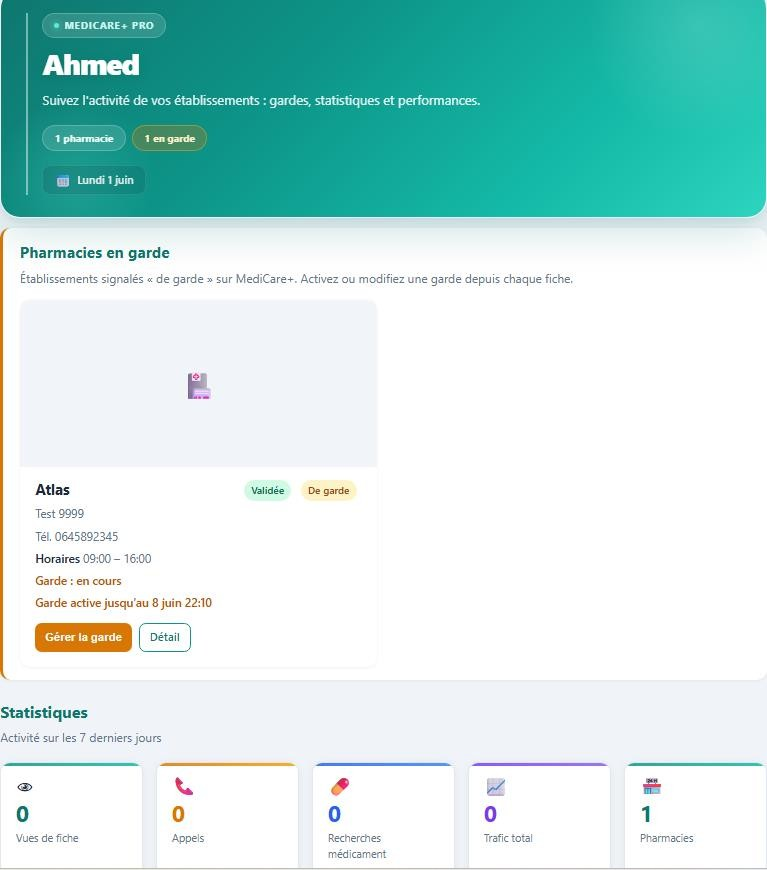 MEDICARE+ PRO
Ahmed
Suivez l'activité de vos établissements : gardes, statistiques et performances.
1 pharmacie
1 en garde
Lundi 1 juin
Pharmacies en garde
Établissements signalés « de garde » sur MediCare+. Activez ou modifiez une garde depuis chaque fiche.
Atlas
Validée
De garde
Test 9999
Tél. 0645892345
Horaires 09:00 – 16:00
Garde : en cours
Garde active jusqu'au 8 juin 22:10
Gérer la garde
Détail
Statistiques
Activité sur les 7 derniers jours
0
Vues de fiche
0
Appels
0
Recherches
médicament
0
Trafic total
1
Pharmacies